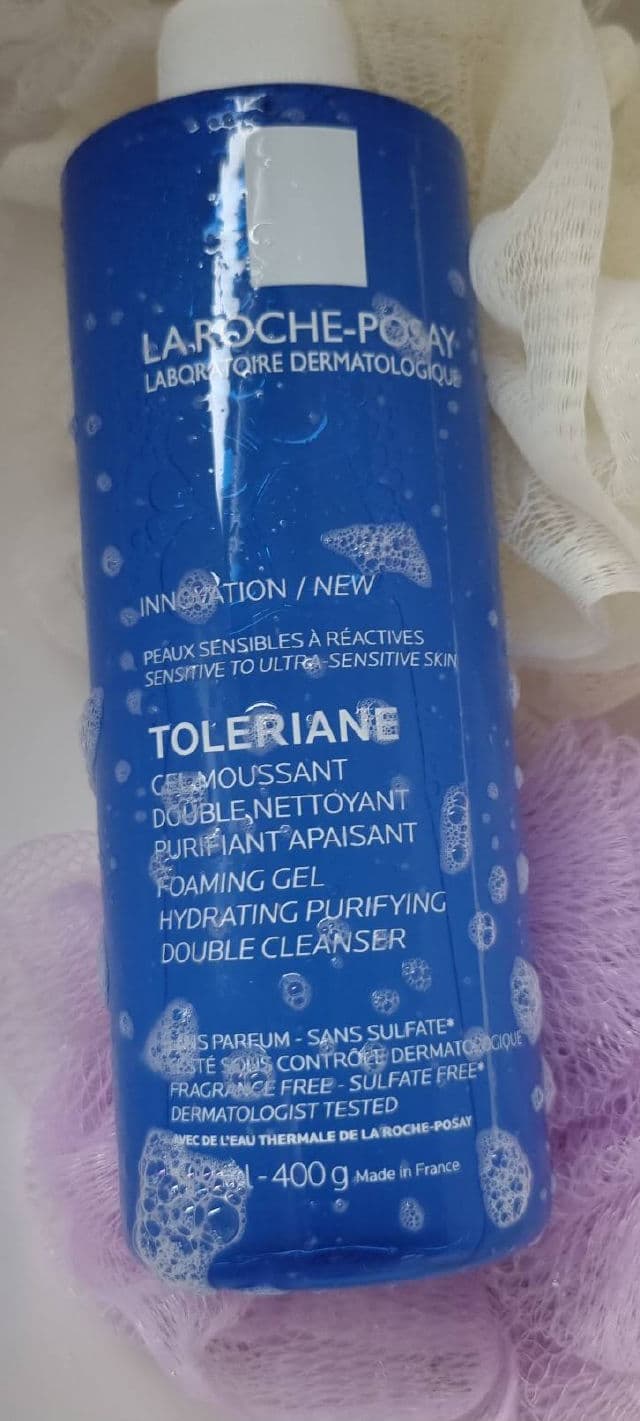 LA ROCHE-POSAY
LABORATOIRE DERMATOLOGIQUE
INNOVATION / NEW
PEAUX SENSIBLES À RÉACTIVES
SENSITIVE TO ULTRA-SENSITIVE SKIN
TOLERIANE
GEL MOUSSANT
DOUBLE NETTOYANT
PURIFIANT APAISANT
FOAMING GEL
HYDRATING PURIFYING
DOUBLE CLEANSER
SANS PARFUM - SANS SULFATE*
TESTÉ SOUS CONTRÔLE DERMATOLOGIQUE
FRAGRANCE FREE - SULFATE FREE*
DERMATOLOGIST TESTED
AVEC DE L'EAU THERMALE DE LA ROCHE-POSAY
- 400 g Made in France